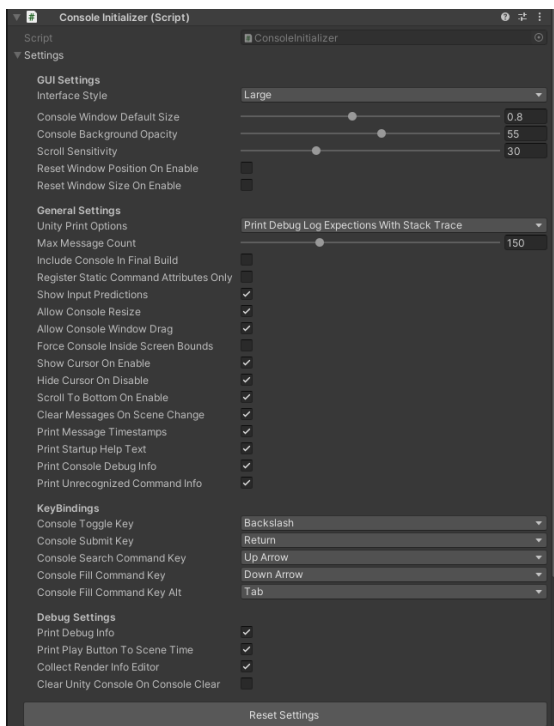 Console Initializer (Script)
Script ConsoleInitializer
Settings
GUI Settings
Interface Style Large
Console Window Default Size 0.8
Console Background Opacity 55
Scroll Sensitivity 30
Reset Window Position On Enable
Reset Window Size On Enable
General Settings
Unity Print Options Print Debug Log Expections With Stack Trace
Max Message Count 150
Include Console In Final Build
Register Static Command Attributes Only
Show Input Predictions
Allow Console Resize
Allow Console Window Drag
Force Console Inside Screen Bounds
Show Cursor On Enable
Hide Cursor On Disable
Scroll To Bottom On Enable
Clear Messages On Scene Change
Print Message Timestamps
Print Startup Help Text
Print Console Debug Info
Print Unrecognized Command Info
KeyBindings
Console Toggle Key Backslash
Console Submit Key Return
Console Search Command Key Up Arrow
Console Fill Command Key Down Arrow
Console Fill Command Key Alt Tab
Debug Settings
Print Debug Info
Print Play Button To Scene Time
Collect Render Info Editor
Clear Unity Console On Console Clear
Reset Settings